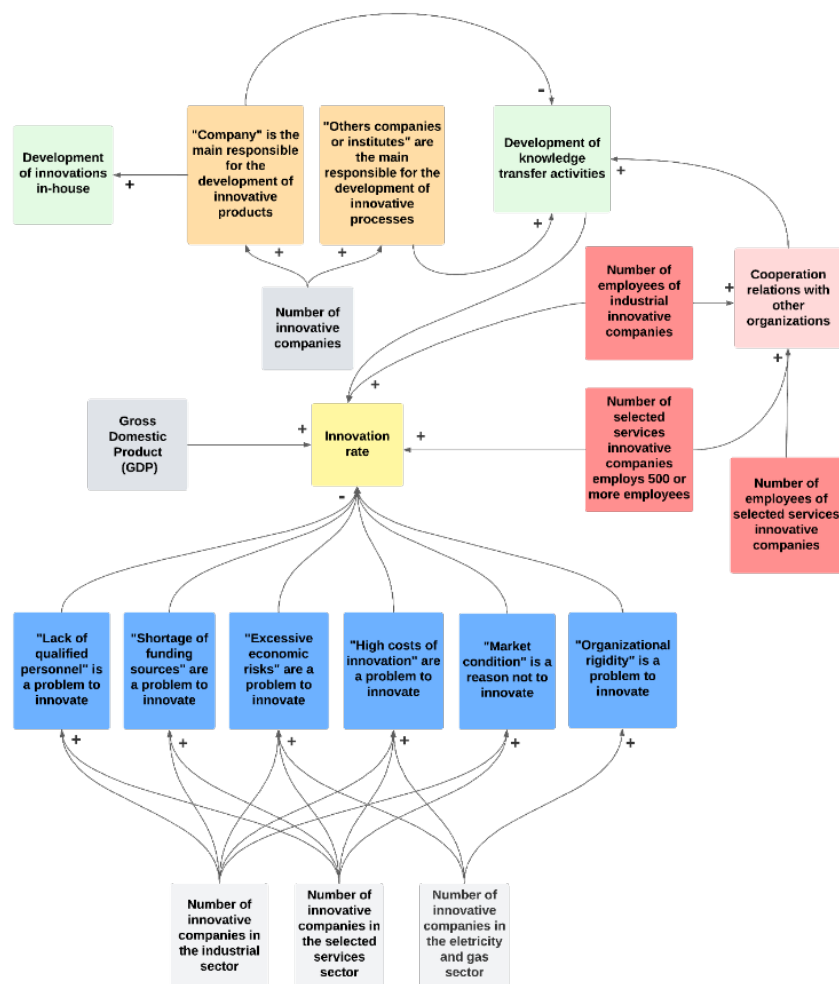 -
"Company" is the
main responsible
for the
development of
innovative
products
"Others companies
or institutes" are
the main
responsible for the
development of
innovative
processes
Development of
knowledge
transfer activities
Development
of innovations
in-house
+
+
+
+
+
Number of
innovative
companies
Number of
employees of
industrial
innovative
companies
+
Cooperation
relations with
other
organizations
+
+
Gross
Domestic
Product
(GDP)
+
Innovation
rate
+
Number of
selected
services
innovative
companies
employs 500 or
more employees
Number of
employees of
selected services
innovative
companies
-
"Lack of
qualified
personnel" is
a problem to
innovate
"Shortage of
funding
sources" are
a problem to
innovate
"Excessive
economic
risks" are a
problem to
innovate
"High costs of
innovation" are
a problem to
innovate
"Market
condition" is a
reason not to
innovate
"Organizational
rigidity" is a
problem to
innovate
+
+
+
+
+
+
Number of
innovative
companies in
the industrial
sector
Number of
innovative
companies in
the selected
services
sector
Number of
innovative
companies in
the eletricity
and gas
sector